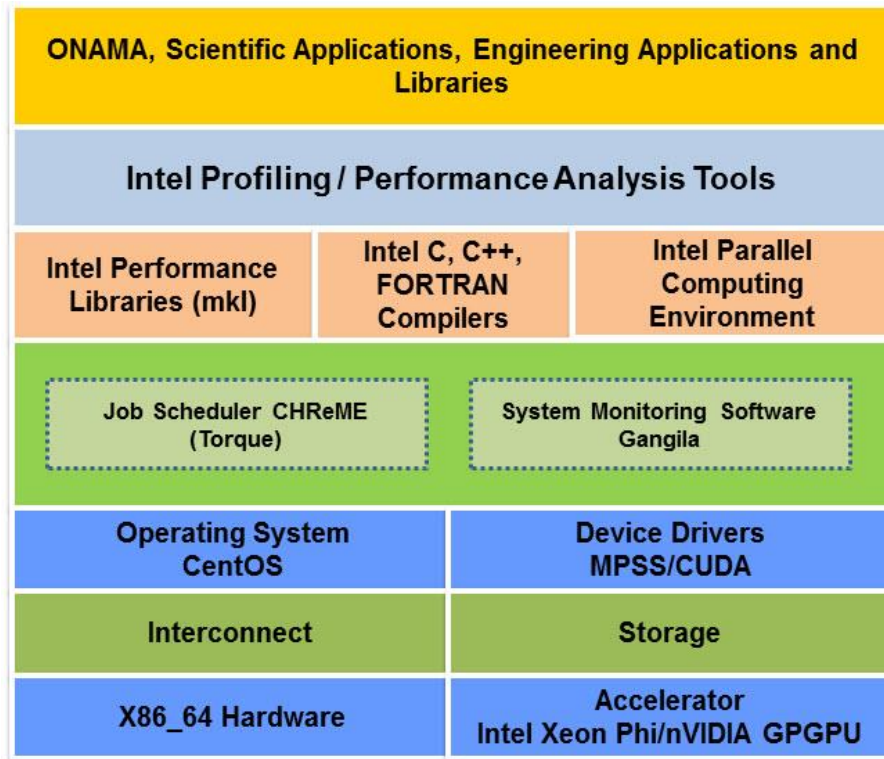 ONAMA, Scientific Applications, Engineering Applications and
Libraries
Intel Profiling / Performance Analysis Tools
Intel Performance
Libraries (mkl)
Intel C, C++,
FORTRAN
Compilers
Intel Parallel
Computing
Environment
Job Scheduler CHReME
(Torque)
System Monitoring Software
Gangila
Operating System
CentOS
Device Drivers
MPSS/CUDA
Interconnect
Storage
X86_64 Hardware
Accelerator
Intel Xeon Phi/nVIDIA GPGPU